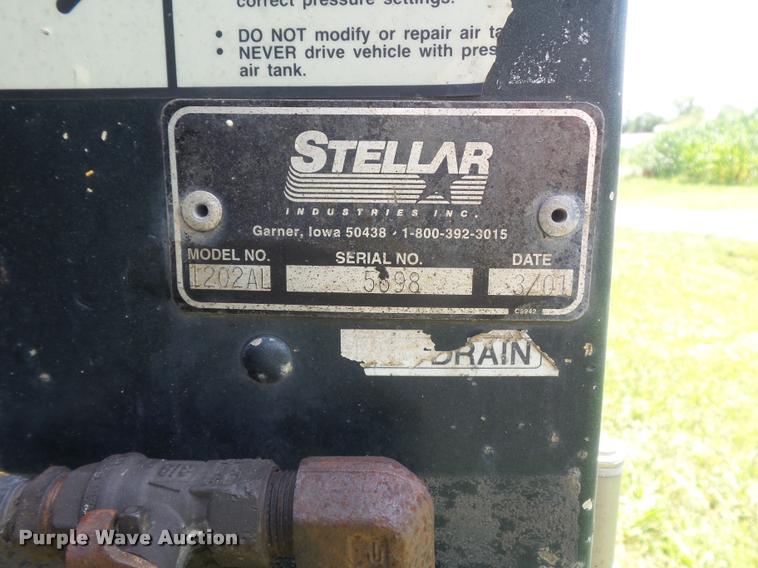 correct pressure settings.
• DO NOT modify or repair air
• NEVER drive vehicle with
air tank.
STELLAR
INDUSTRIES INC.
Garner, Iowa 50438 · 1-800-392-3015
MODEL NO. SERIAL NO. DATE
1202AL 5698 3/01
DRAIN
Purple Wave Auction